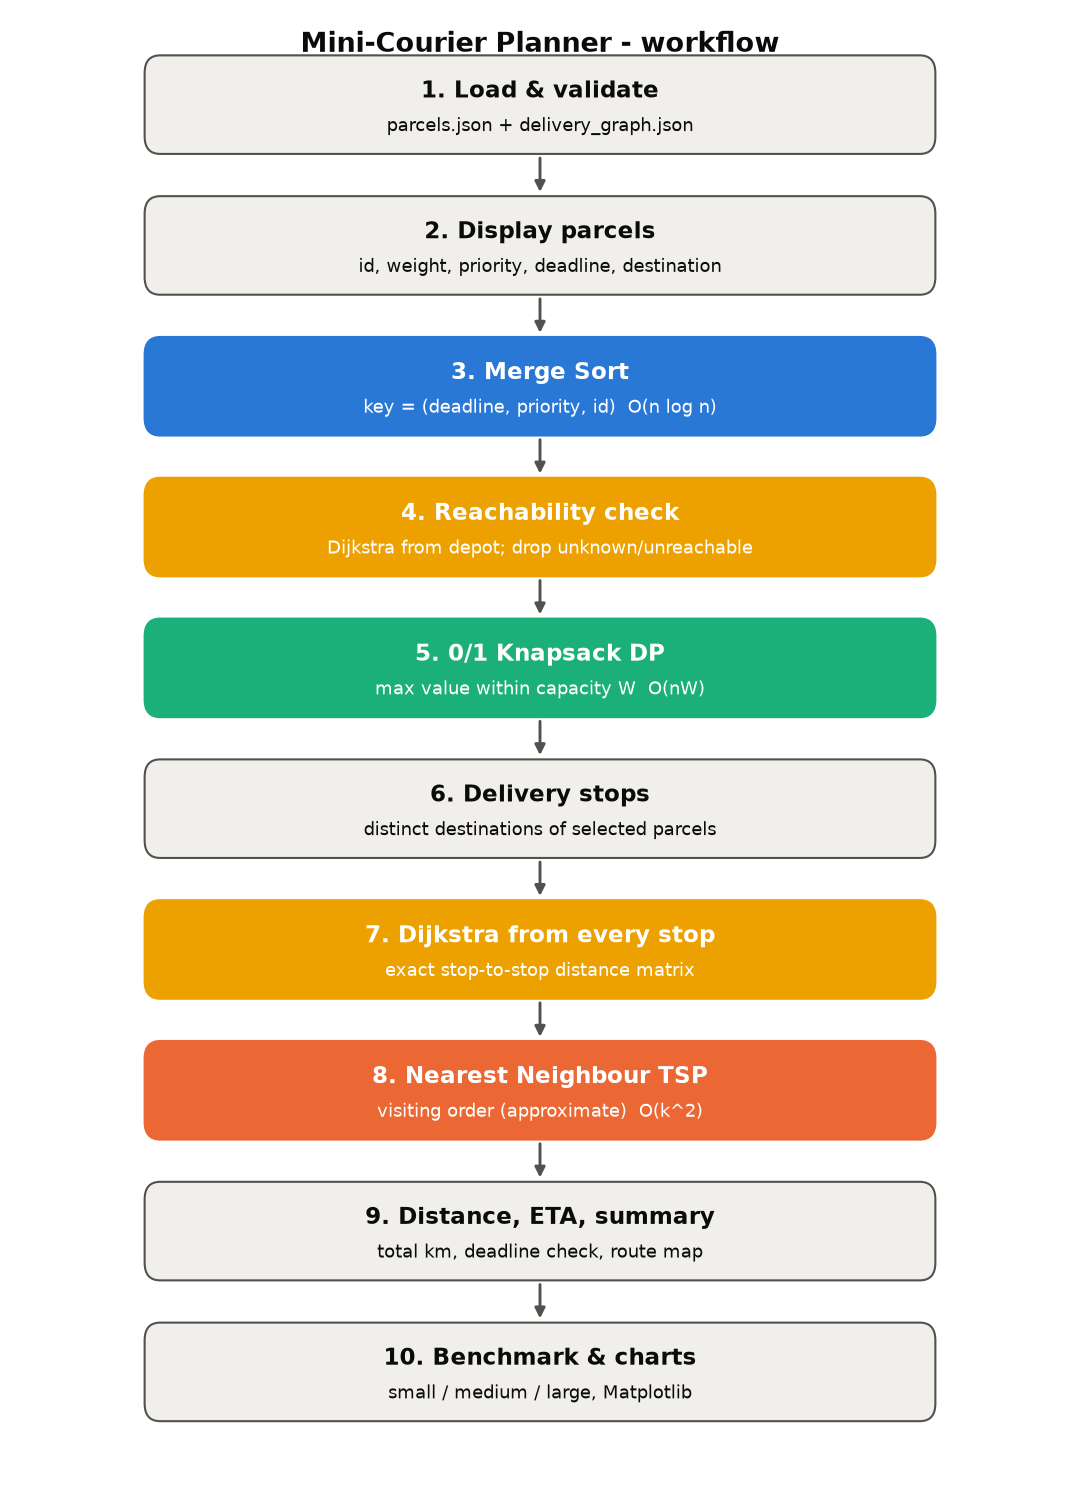 Mini-Courier Planner - workflow
1. Load & validate
parcels.json + delivery_graph.json
2. Display parcels
id, weight, priority, deadline, destination
3. Merge Sort
key = (deadline, priority, id)  O(n log n)
4. Reachability check
Dijkstra from depot; drop unknown/unreachable
5. 0/1 Knapsack DP
max value within capacity W  O(nW)
6. Delivery stops
distinct destinations of selected parcels
7. Dijkstra from every stop
exact stop-to-stop distance matrix
8. Nearest Neighbour TSP
visiting order (approximate)  O(k^2)
9. Distance, ETA, summary
total km, deadline check, route map
10. Benchmark & charts
small / medium / large, Matplotlib